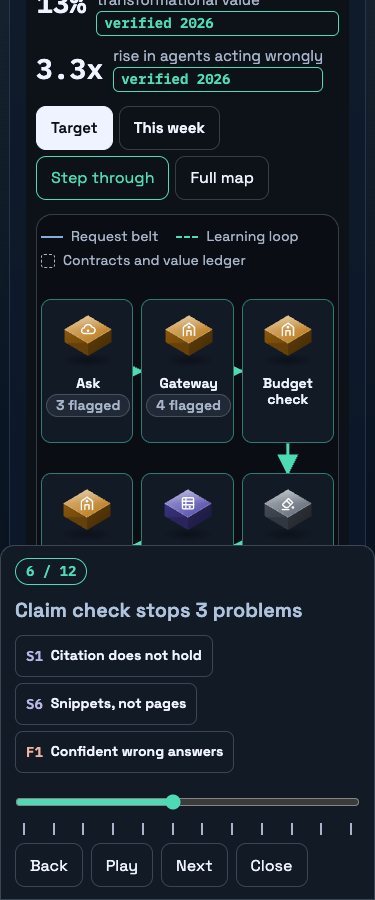 13% transformational value
verified 2026
3.3x rise in agents acting wrongly
verified 2026
Target This week
Step through Full map
Request belt Learning loop
Contracts and value ledger
Ask Gateway Budget check
3 flagged 4 flagged
6 / 12
Claim check stops 3 problems
S1 Citation does not hold
S6 Snippets, not pages
F1 Confident wrong answers
Back Play Next Close